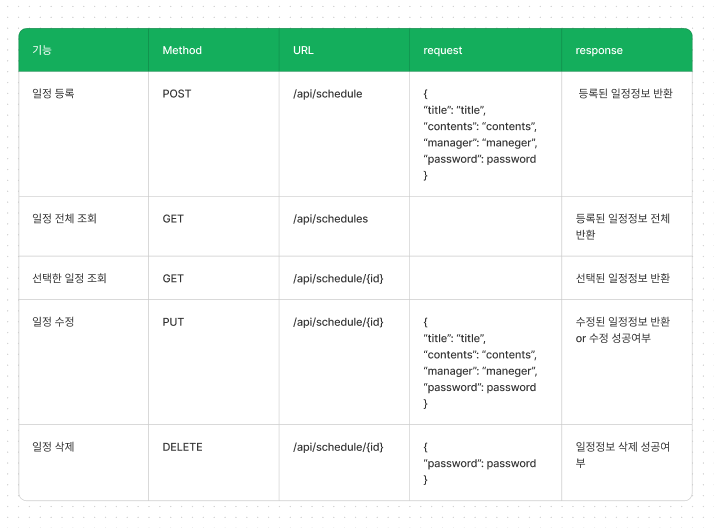 기능 Method URL request response
일정 등록 POST /api/schedule { 등록된 일정정보 반환
“title”: “title”,
“contents”: “contents”,
“manager”: “maneger”,
“password”: password
}
일정 전체 조회 GET /api/schedules 등록된 일정정보 전체
반환
선택한 일정 조회 GET /api/schedule/{id} 선택된 일정정보 반환
일정 수정 PUT /api/schedule/{id} { 수정된 일정정보 반환
“title”: “title”, or 수정 성공여부
“contents”: “contents”,
“manager”: “maneger”,
“password”: password
}
일정 삭제 DELETE /api/schedule/{id} { 일정정보 삭제 성공여
“password”: password 부
}